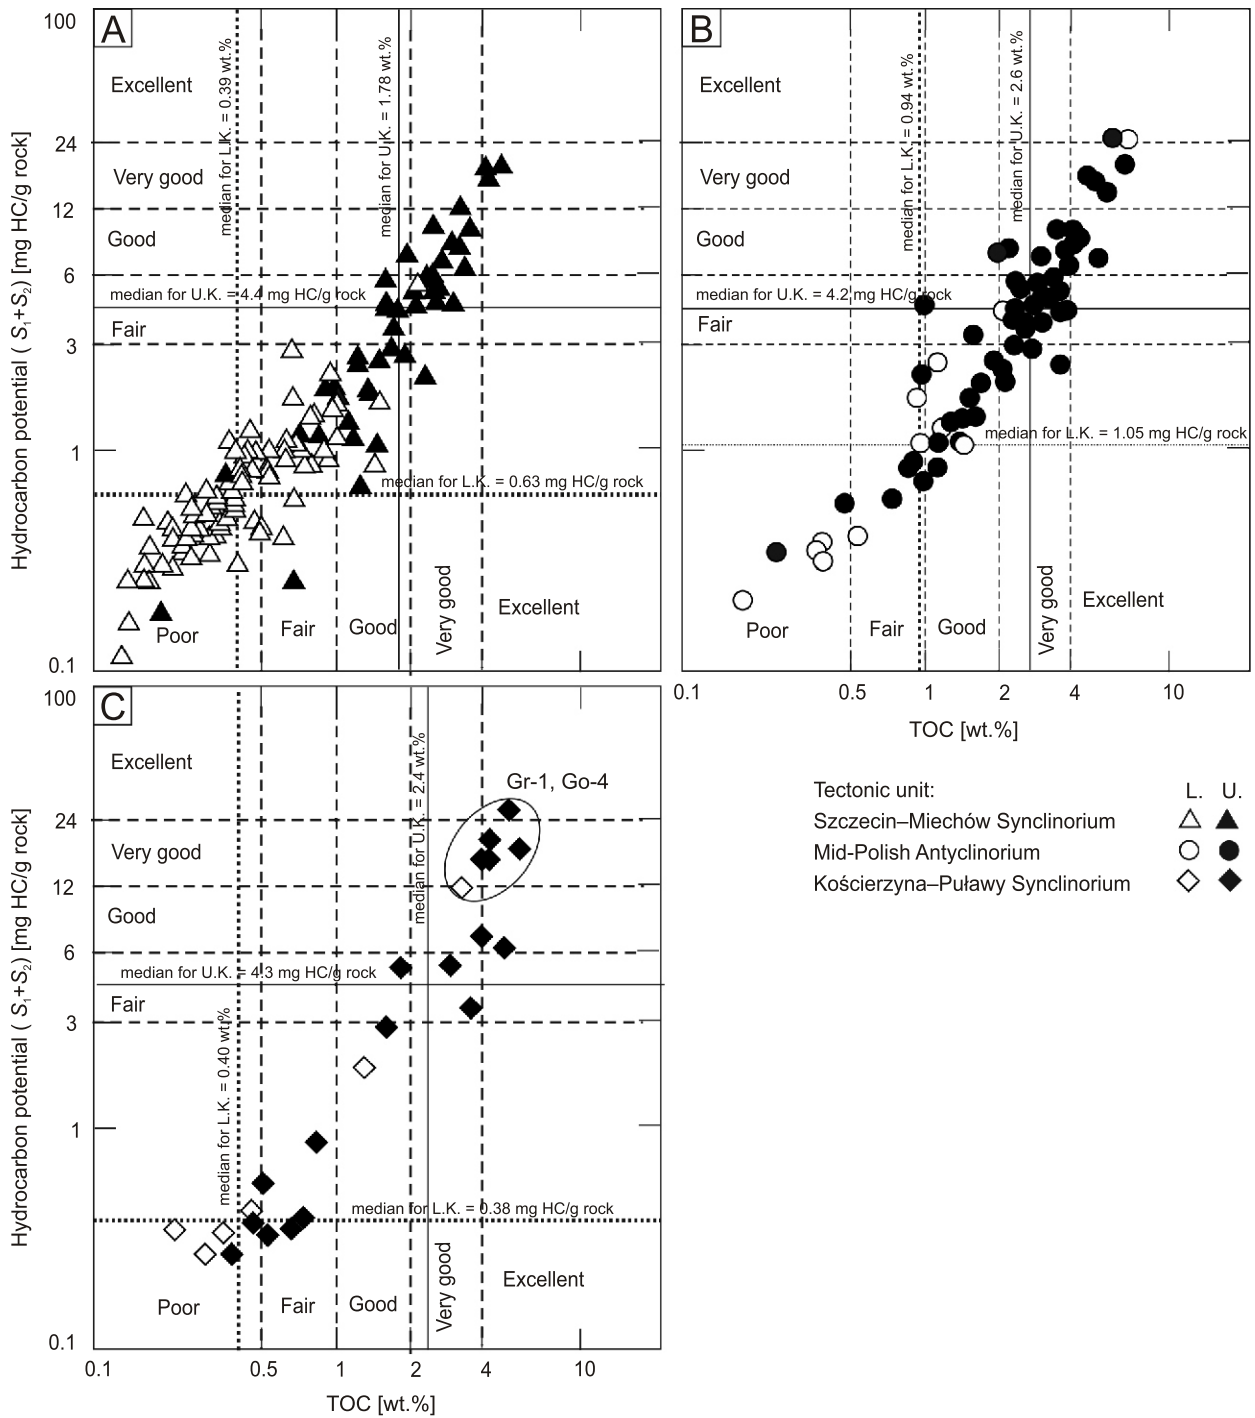 A
100
Excellent
24
Very good
12
Good
6
median for U.K. = 4.4 mg HC/g rock
Fair
3
1
median for L.K. = 0.63 mg HC/g rock
0.1
Poor
Fair
Good
Very good
Excellent
median for L.K. = 0.39 wt.%
median for U.K. = 1.78 wt.%
Hydrocarbon potential ( S1+S2) [mg HC/g rock]
B
Excellent
Very good
Good
median for U.K. = 4.2 mg HC/g rock
Fair
median for L.K. = 1.05 mg HC/g rock
median for L.K. = 0.94 wt.%
median for U.K. = 2.6 wt.%
Poor
Fair
Good
Very good
Excellent
0.1
0.5
1
2
4
10
TOC [wt.%]
C
100
Excellent
Gr-1, Go-4
24
Very good
12
Good
6
median for U.K. = 4.3 mg HC/g rock
Fair
3
1
median for L.K. = 0.38 mg HC/g rock
0.1
median for L.K. = 0.40 wt.%
median for U.K. = 2.4 wt.%
Poor
Fair
Good
Very good
Excellent
0.1
0.5
1
2
4
10
TOC [wt.%]
Hydrocarbon potential ( S1+S2) [mg HC/g rock]
Tectonic unit: L. U.
Szczecin–Miechów Synclinorium
Mid-Polish Antyclinorium
Kościerzyna–Puławy Synclinorium